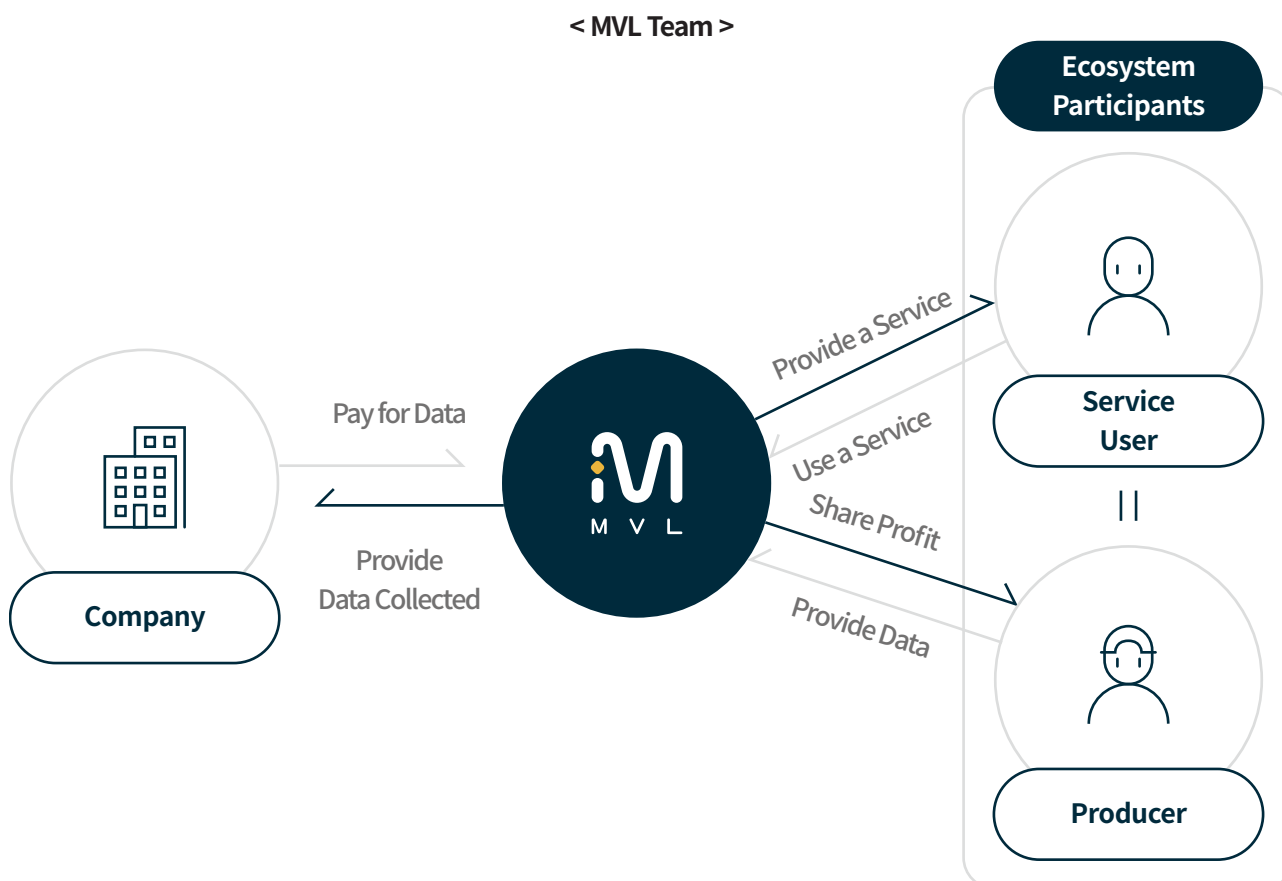 < MVL Team >
Ecosystem
Participants
Provide a Service
Use a Service
Service
User
Pay for Data
Provide
Data Collected
Company
MVL
Share Profit
Provide Data
Producer